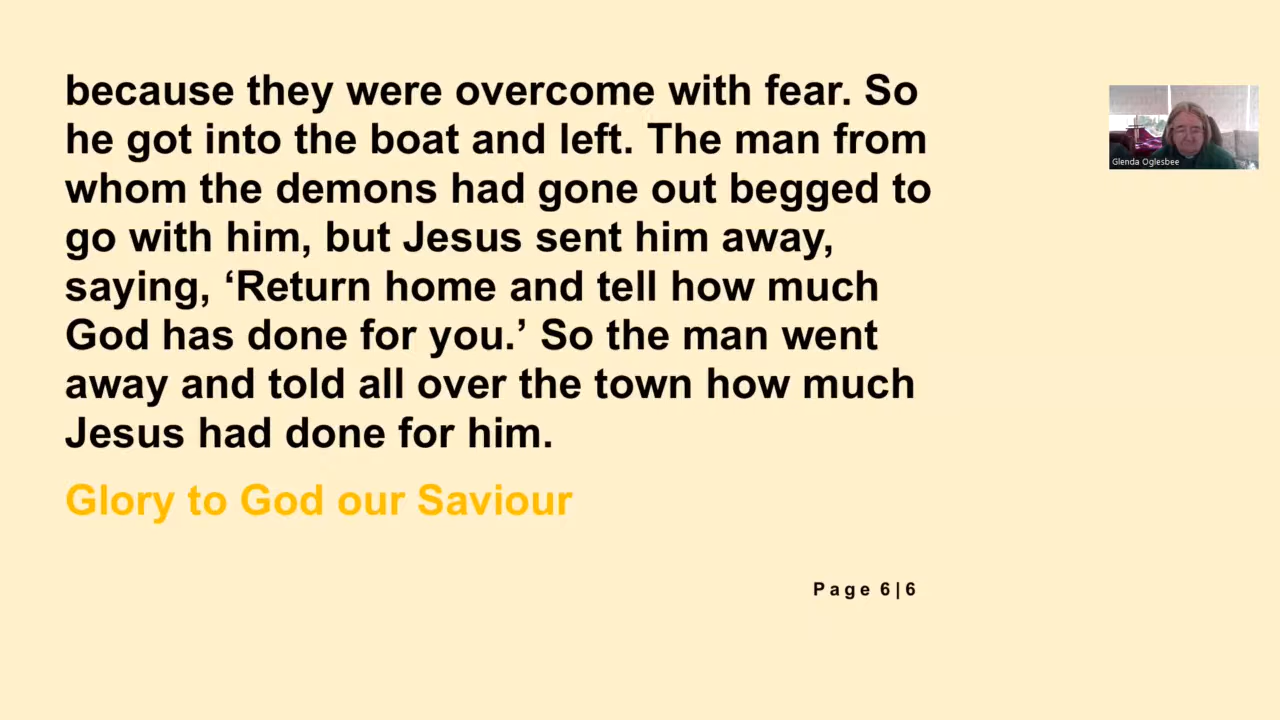 because they were overcome with fear. So
he got into the boat and left. The man from
whom the demons had gone out begged to
go with him, but Jesus sent him away,
saying, ‘Return home and tell how much
God has done for you.’ So the man went
away and told all over the town how much
Jesus had done for him.
Glory to God our Saviour
Page 6|6
Glenda Oglesbee